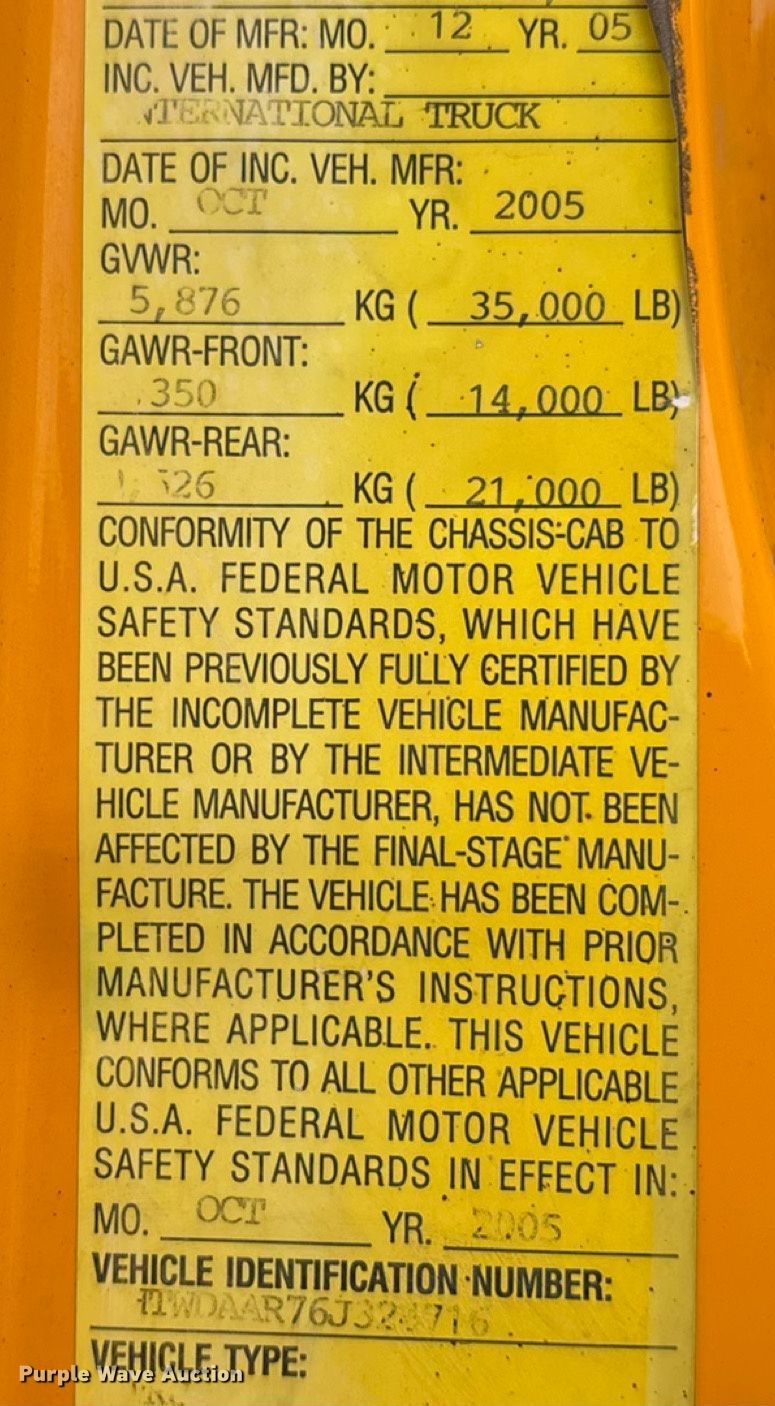 DATE OF MFR: MO. 12 YR. 05
INC. VEH. MFD. BY:
NTERNATIONAL TRUCK
DATE OF INC. VEH. MFR:
MO. OCT YR. 2005
GVWR:
5,876 KG ( 35,000 LB)
GAWR-FRONT:
350 KG ( 14,000 LB)
GAWR-REAR:
KG ( 21,000 LB)
CONFORMITY OF THE CHASSIS-CAB TO
U.S.A. FEDERAL MOTOR VEHICLE
SAFETY STANDARDS, WHICH HAVE
BEEN PREVIOUSLY FULLY CERTIFIED BY
THE INCOMPLETE VEHICLE MANUFAC-
TURER OR BY THE INTERMEDIATE VE-
HICLE MANUFACTURER, HAS NOT BEEN
AFFECTED BY THE FINAL-STAGE MANU-
FACTURE. THE VEHICLE HAS BEEN COM-
PLETED IN ACCORDANCE WITH PRIOR
MANUFACTURER'S INSTRUCTIONS,
WHERE APPLICABLE. THIS VEHICLE
CONFORMS TO ALL OTHER APPLICABLE
U.S.A. FEDERAL MOTOR VEHICLE
SAFETY STANDARDS IN EFFECT IN:
MO. OCT YR. 2005
VEHICLE IDENTIFICATION NUMBER:
VEHICLE TYPE:
Purple Wave Auction